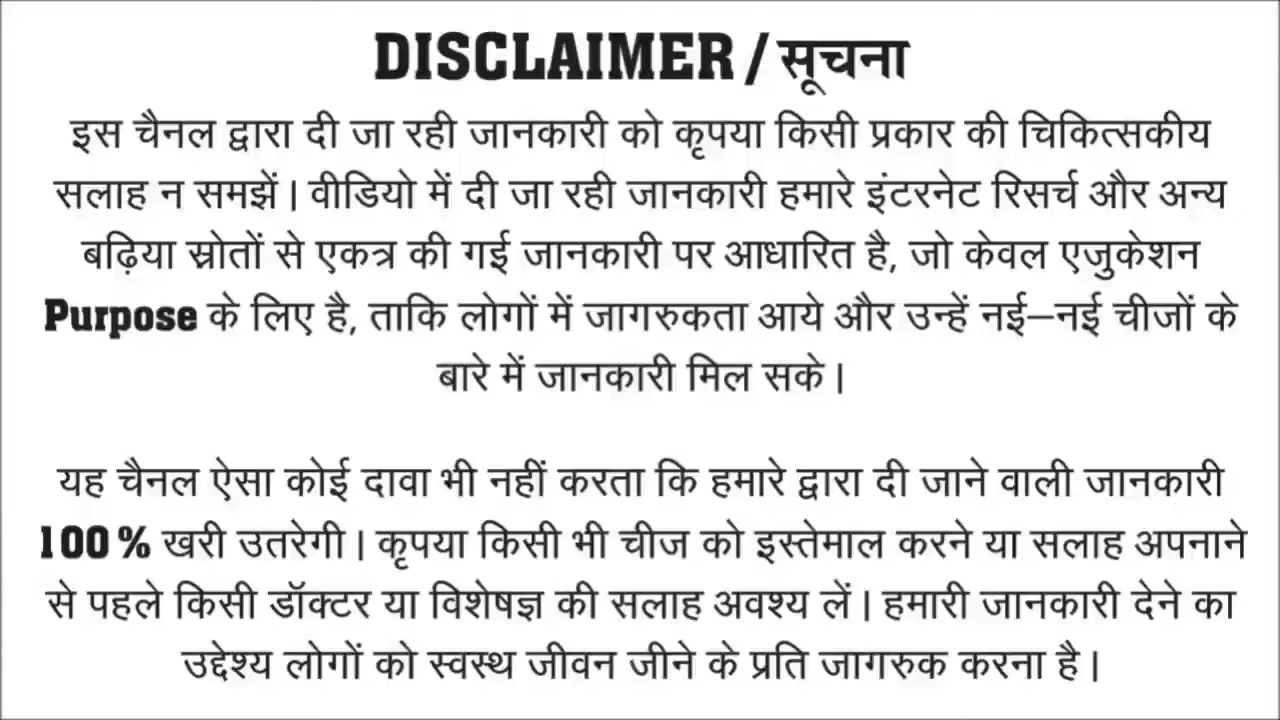 DISCLAIMER / सूचना
इस चैनल द्वारा दी जा रही जानकारी को कृपया किसी प्रकार की चिकित्सकीय
सलाह न समझें। वीडियो में दी जा रही जानकारी हमारे इंटरनेट रिसर्च और अन्य
बढ़िया स्रोतों से एकत्र की गई जानकारी पर आधारित है, जो केवल एजुकेशन
Purpose के लिए है, ताकि लोगों में जागरुकता आये और उन्हें नई–नई चीजों के
बारे में जानकारी मिल सके।
यह चैनल ऐसा कोई दावा भी नहीं करता कि हमारे द्वारा दी जाने वाली जानकारी
100% खरी उतरेगी। कृपया किसी भी चीज को इस्तेमाल करने या सलाह अपनाने
से पहले किसी डॉक्टर या विशेषज्ञ की सलाह अवश्य लें। हमारी जानकारी देने का
उद्देश्य लोगों को स्वस्थ जीवन जीने के प्रति जागरुक करना है।